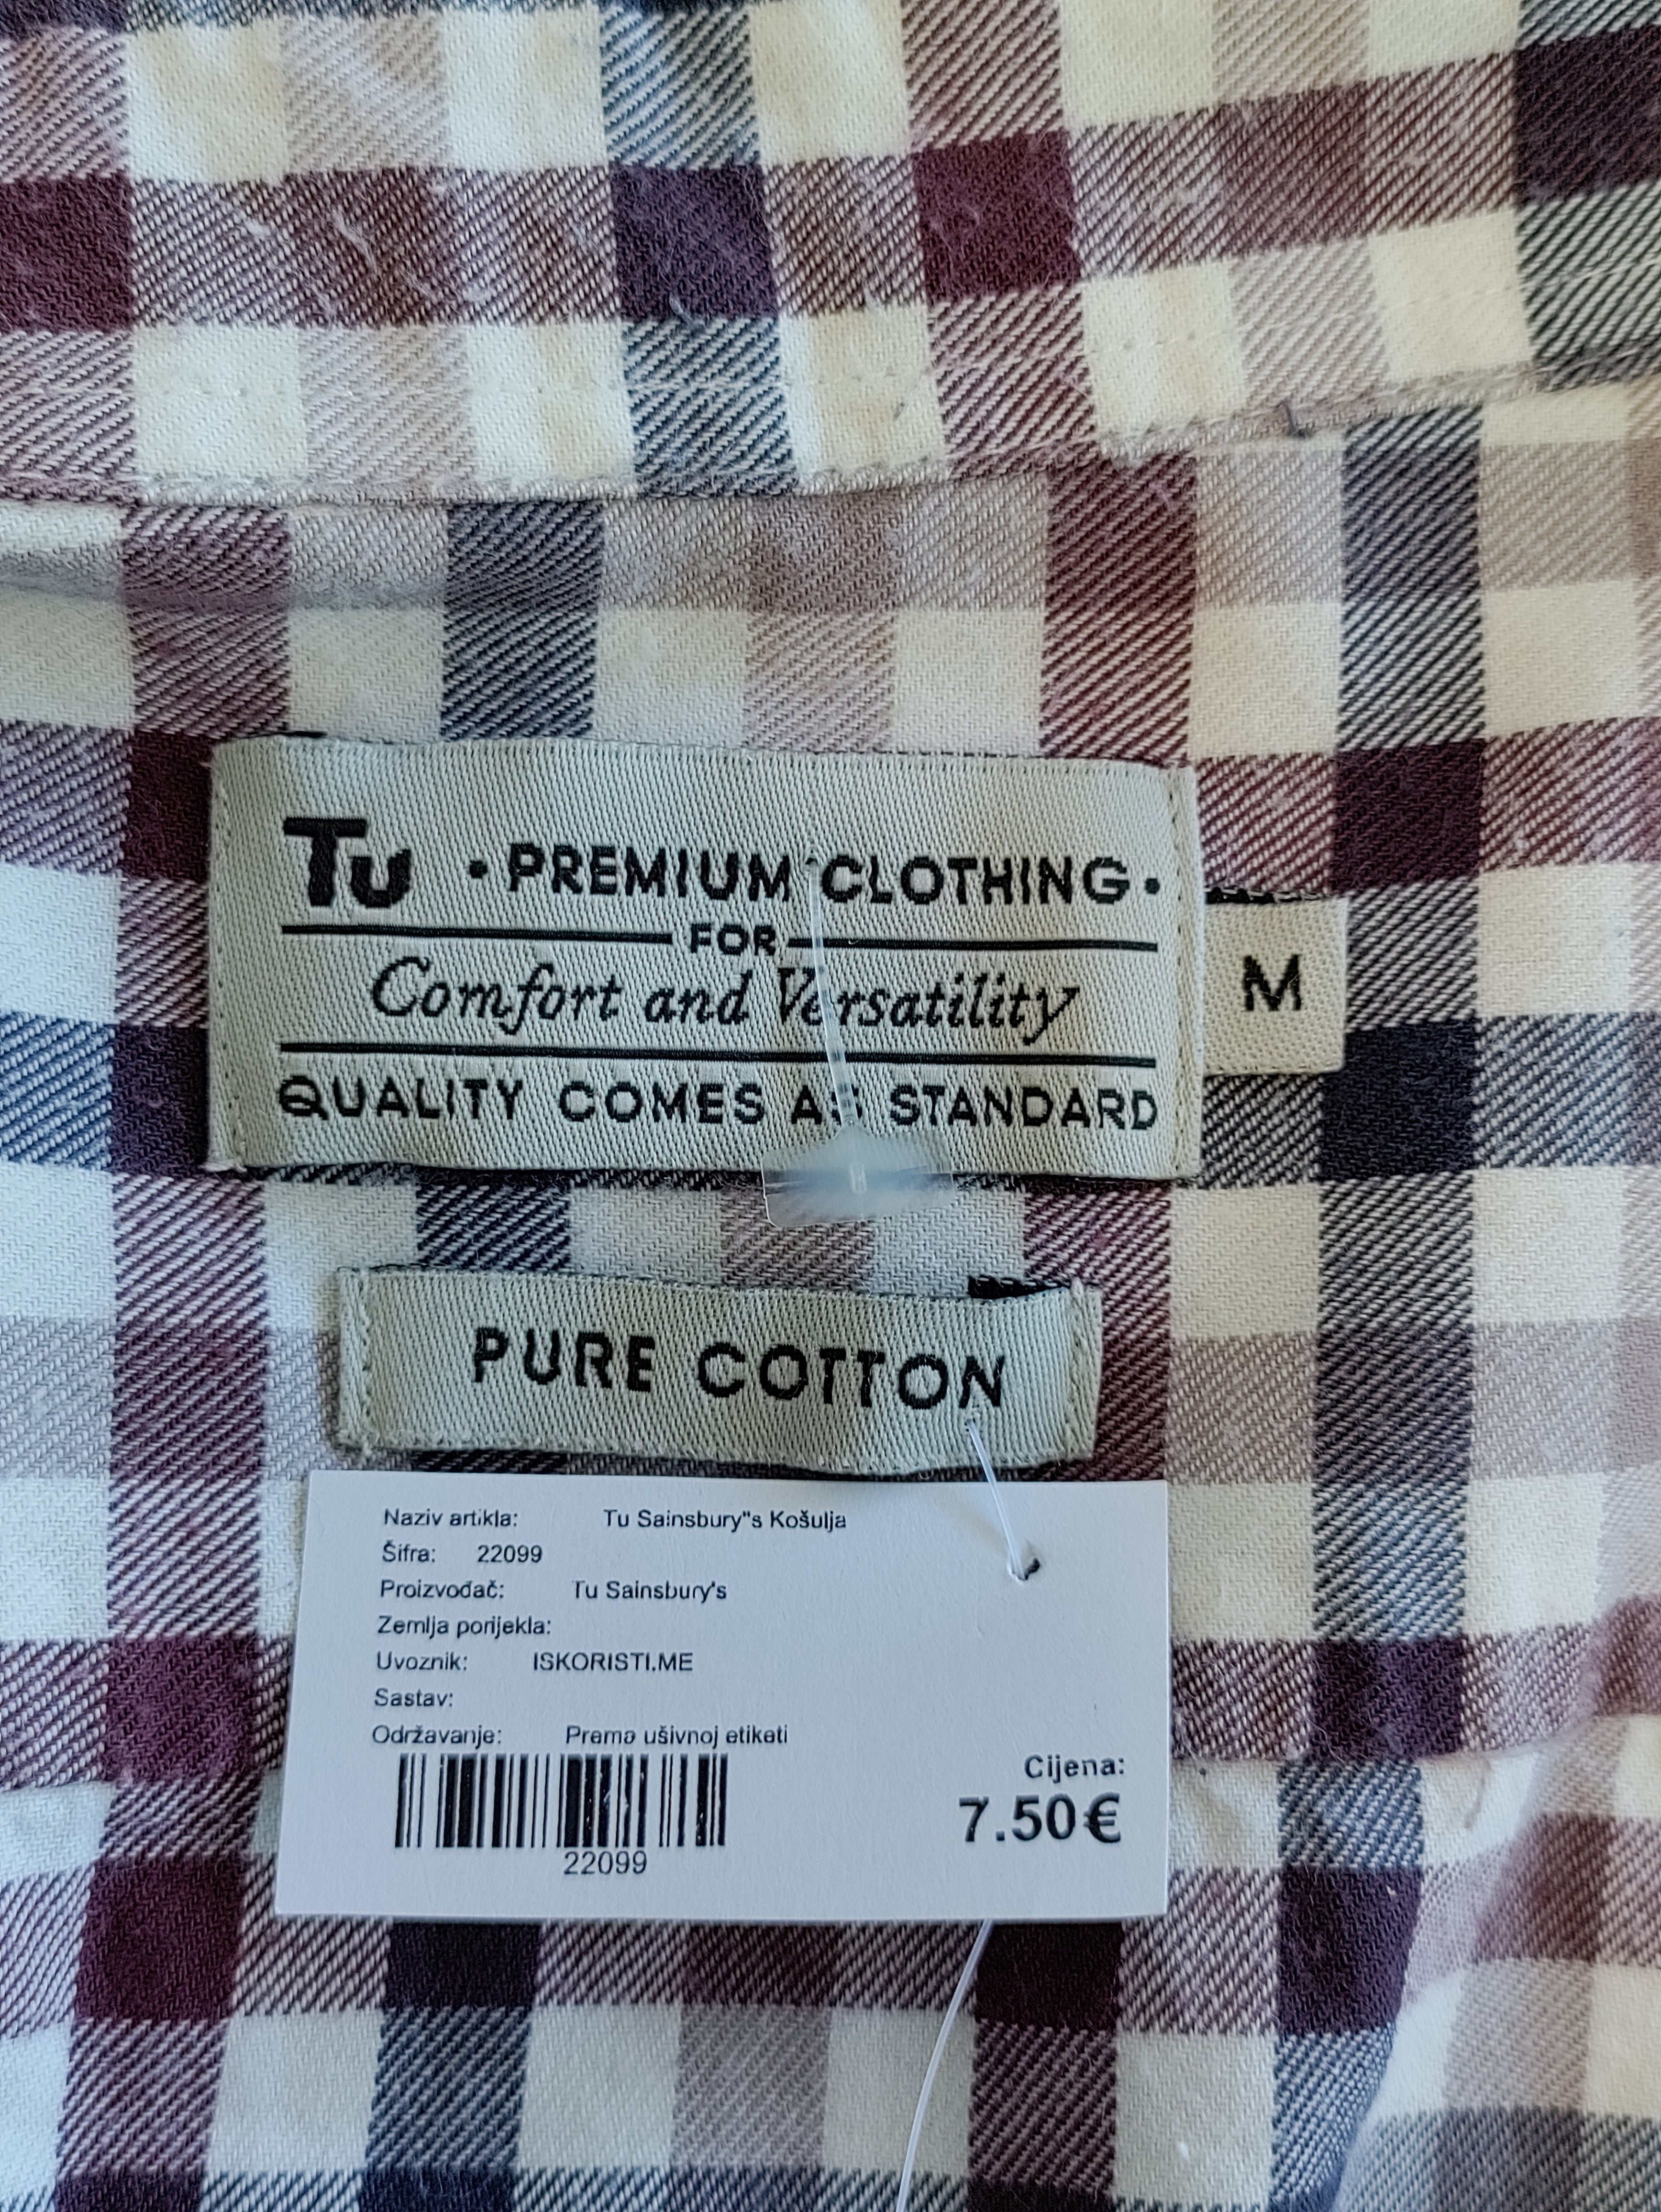 Tu • PREMIUM CLOTHING •
FOR
Comfort and Versatility
QUALITY COMES AS STANDARD
M
PURE COTTON
Naziv artikla: Tu Sainsbury"s Košulja
Šifra: 22099
Proizvođač: Tu Sainsbury's
Zemlja porijekla:
Uvoznik: ISKORISTI.ME
Sastav:
Održavanje: Prema ušivnoj etiketi
Cijena:
7.50€
22099